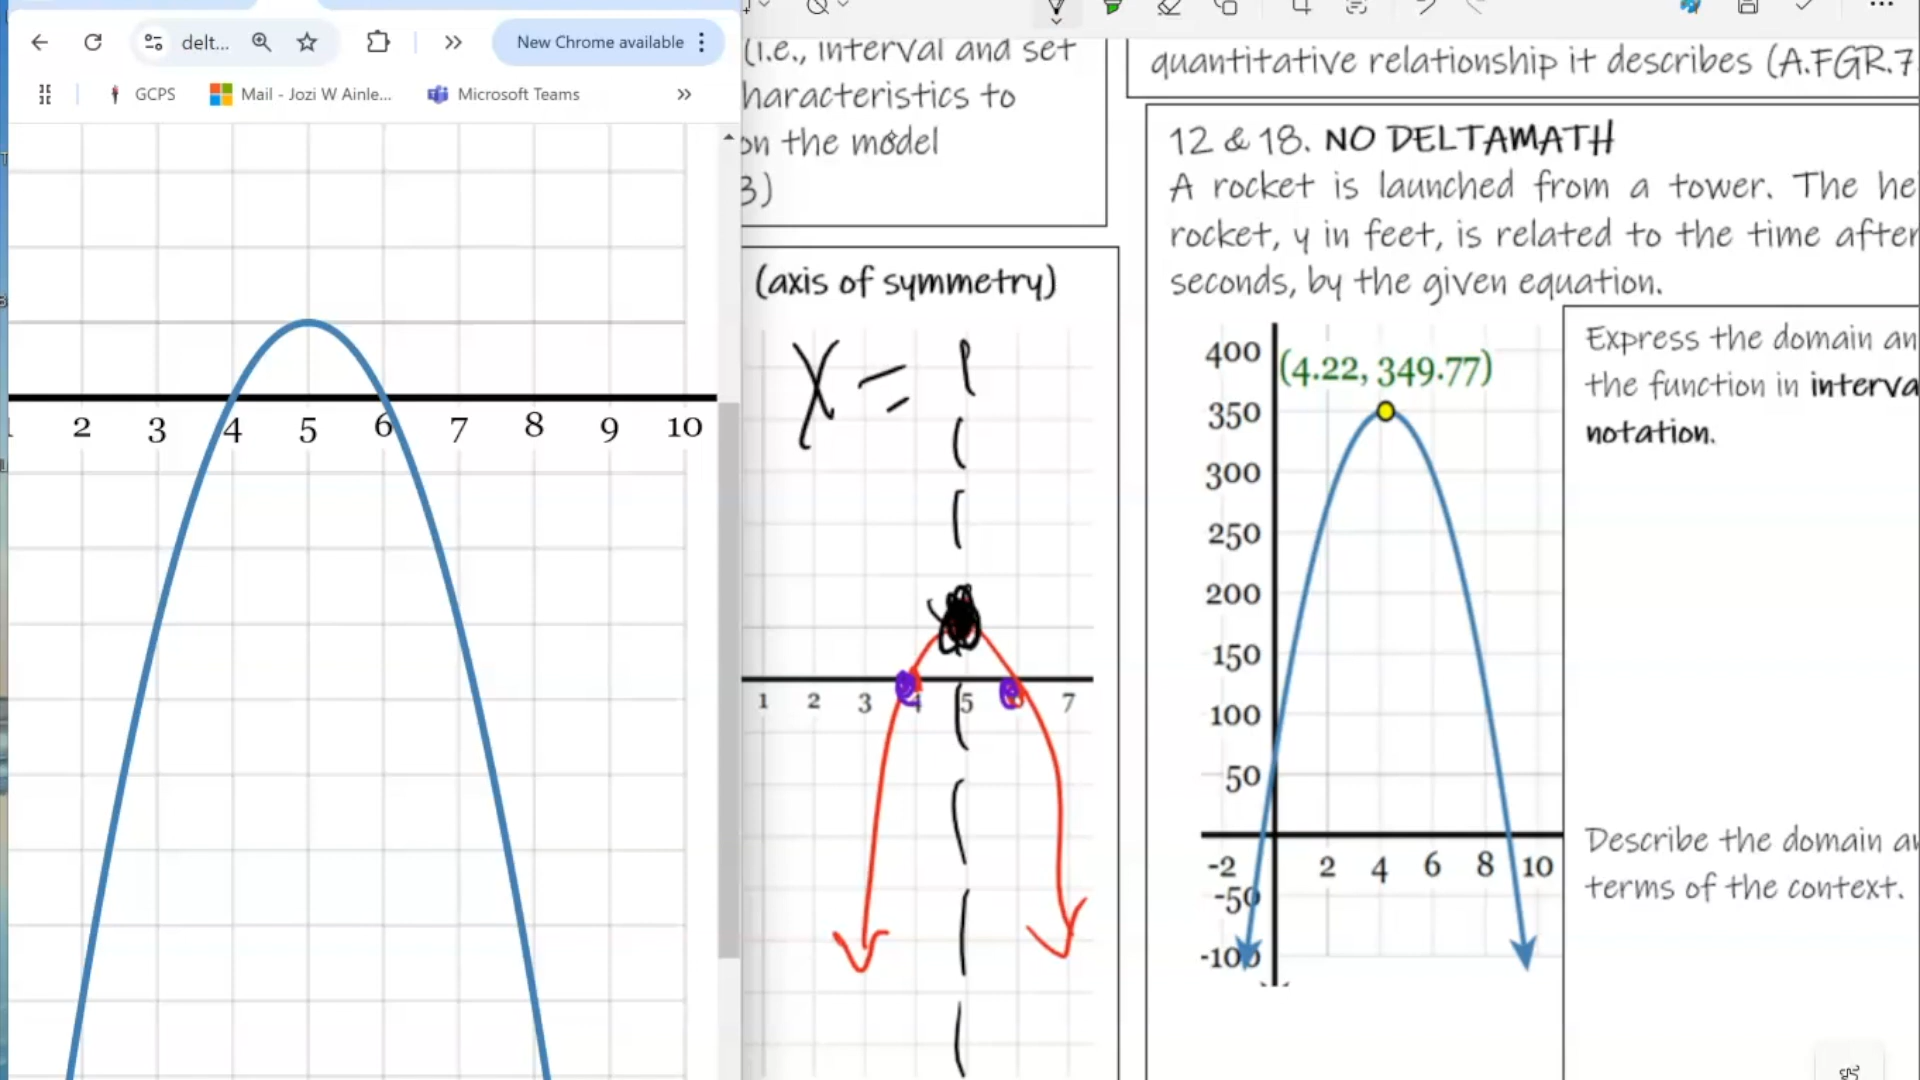 delt...
New Chrome available
GCPS
Mail - Jozi W Ainle...
Microsoft Teams
2 3 4 5 6 7 8 9 10
(i.e., interval and set
haracteristics to
on the model
3)
(axis of symmetry)
X =
1 2 3 4 5 6 7
quantitative relationship it describes (A.FGR.7
12 & 18. NO DELTAMATH
A rocket is launched from a tower. The he
rocket, y in feet, is related to the time after
seconds, by the given equation.
400
(4.22, 349.77)
350
300
250
200
150
100
50
-2 2 4 6 8 10
-50
-100
Express the domain an
the function in interva
notation.
Describe the domain a
terms of the context.